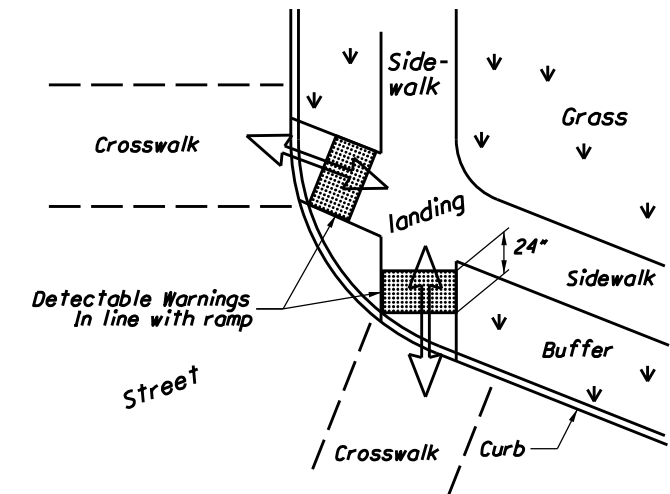 Side-
walk
Grass
Crosswalk
landing
24"
Sidewalk
Detectable Warnings
In line with ramp
Buffer
Street
Crosswalk
Curb